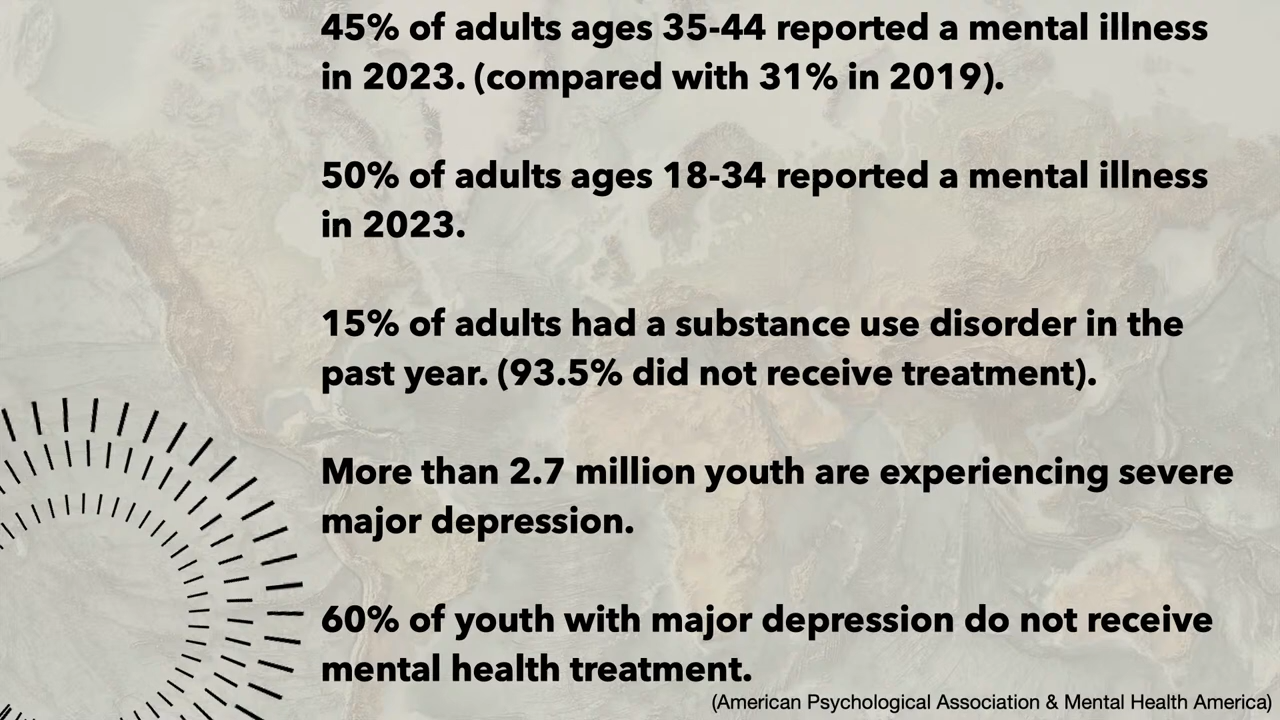 45% of adults ages 35-44 reported a mental illness
in 2023. (compared with 31% in 2019).
50% of adults ages 18-34 reported a mental illness
in 2023.
15% of adults had a substance use disorder in the
past year. (93.5% did not receive treatment).
More than 2.7 million youth are experiencing severe
major depression.
60% of youth with major depression do not receive
mental health treatment.
(American Psychological Association & Mental Health America)